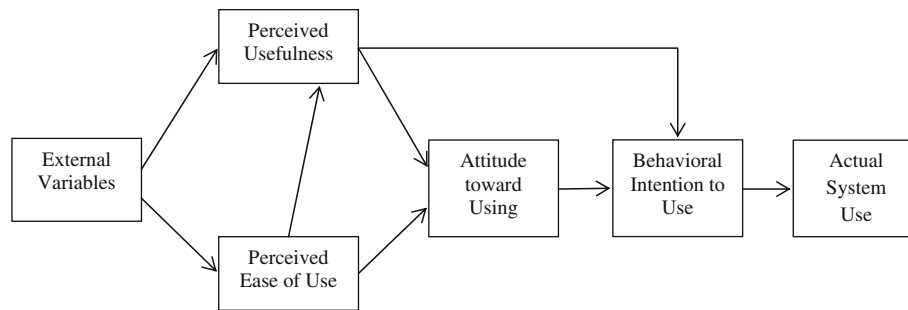 Perceived
Usefulness
External
Variables
Perceived
Ease of Use
Attitude
toward
Using
Behavioral
Intention to
Use
Actual
System
Use